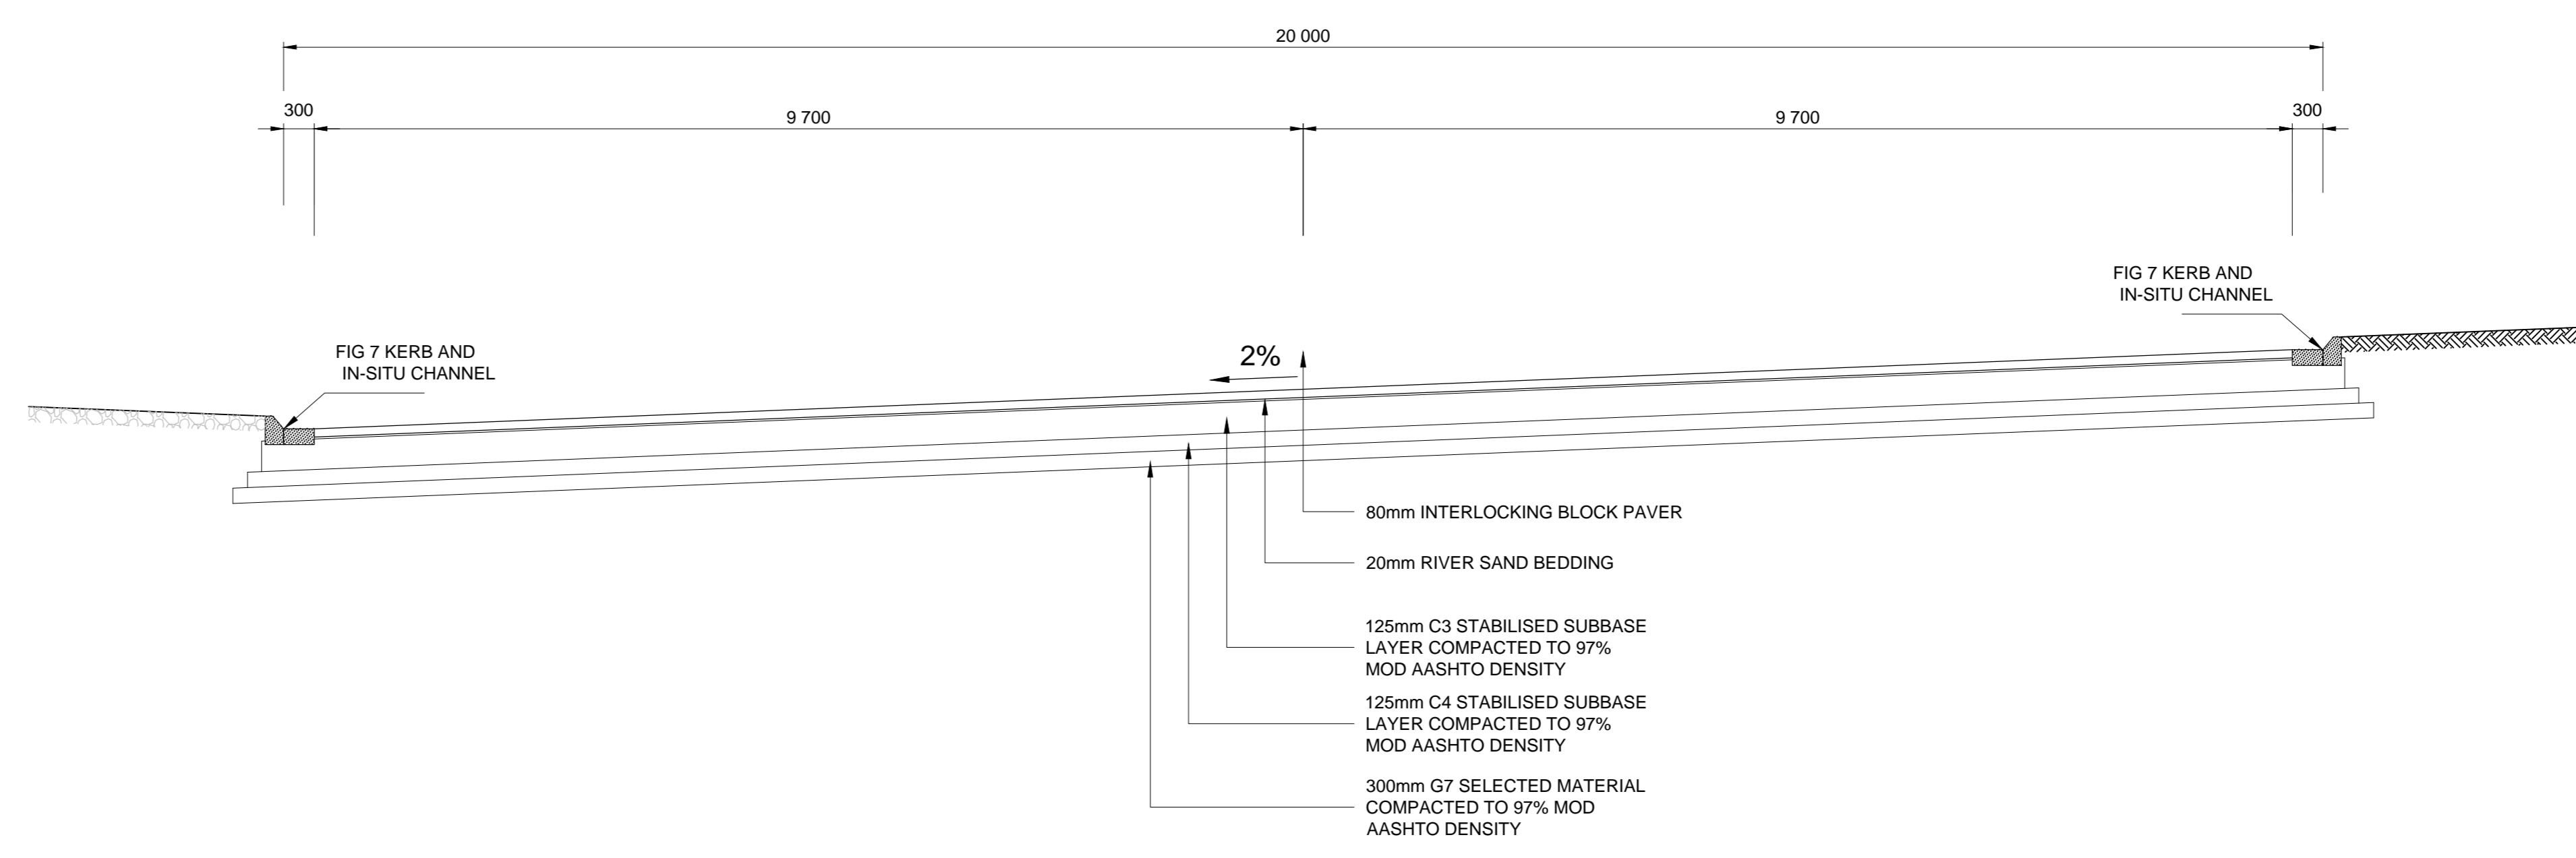 20 000
300
9 700
9 700
300
FIG 7 KERB AND
IN-SITU CHANNEL
FIG 7 KERB AND
IN-SITU CHANNEL
2%
80mm INTERLOCKING BLOCK PAVER
20mm RIVER SAND BEDDING
125mm C3 STABILISED SUBBASE
LAYER COMPACTED TO 97%
MOD AASHTO DENSITY
125mm C4 STABILISED SUBBASE
LAYER COMPACTED TO 97%
MOD AASHTO DENSITY
300mm G7 SELECTED MATERIAL
COMPACTED TO 97% MOD
AASHTO DENSITY